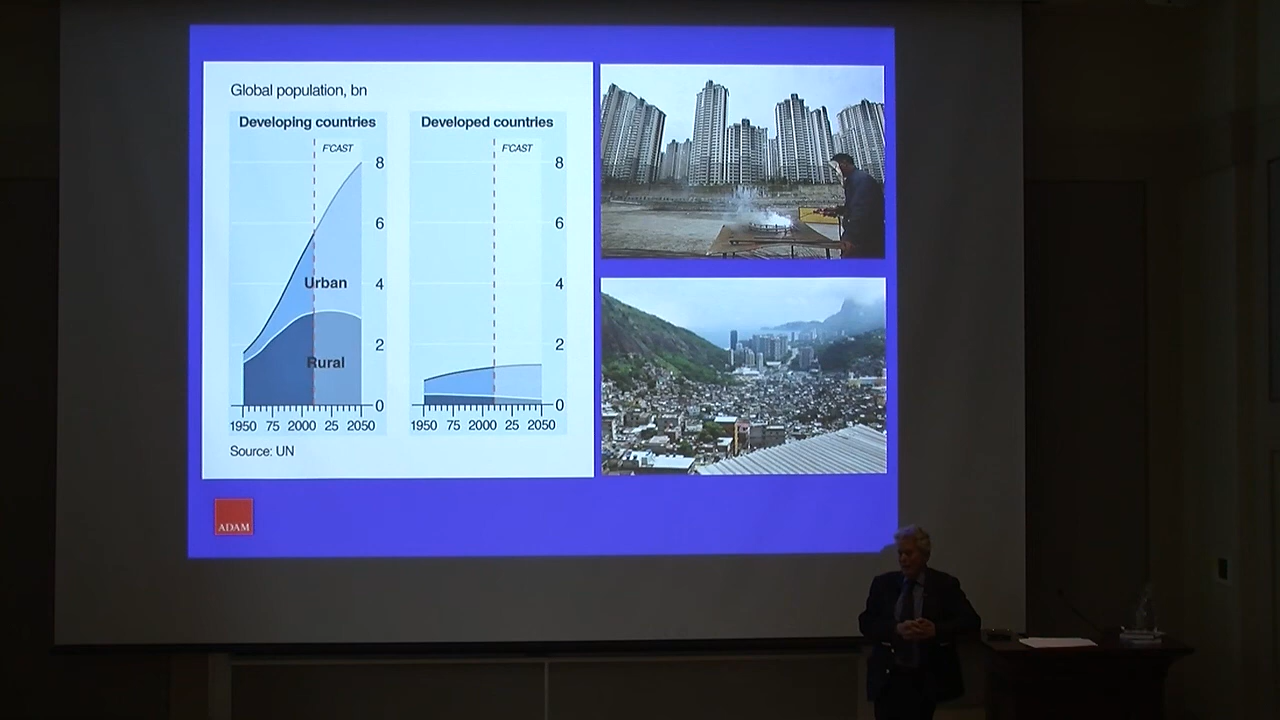 Global population, bn
Developing countries
F'CAST
8
6
Urban
4
2
Rural
0
1950 75 2000 25 2050
Developed countries
F'CAST
8
6
4
2
0
1950 75 2000 25 2050
Source: UN
ADAM